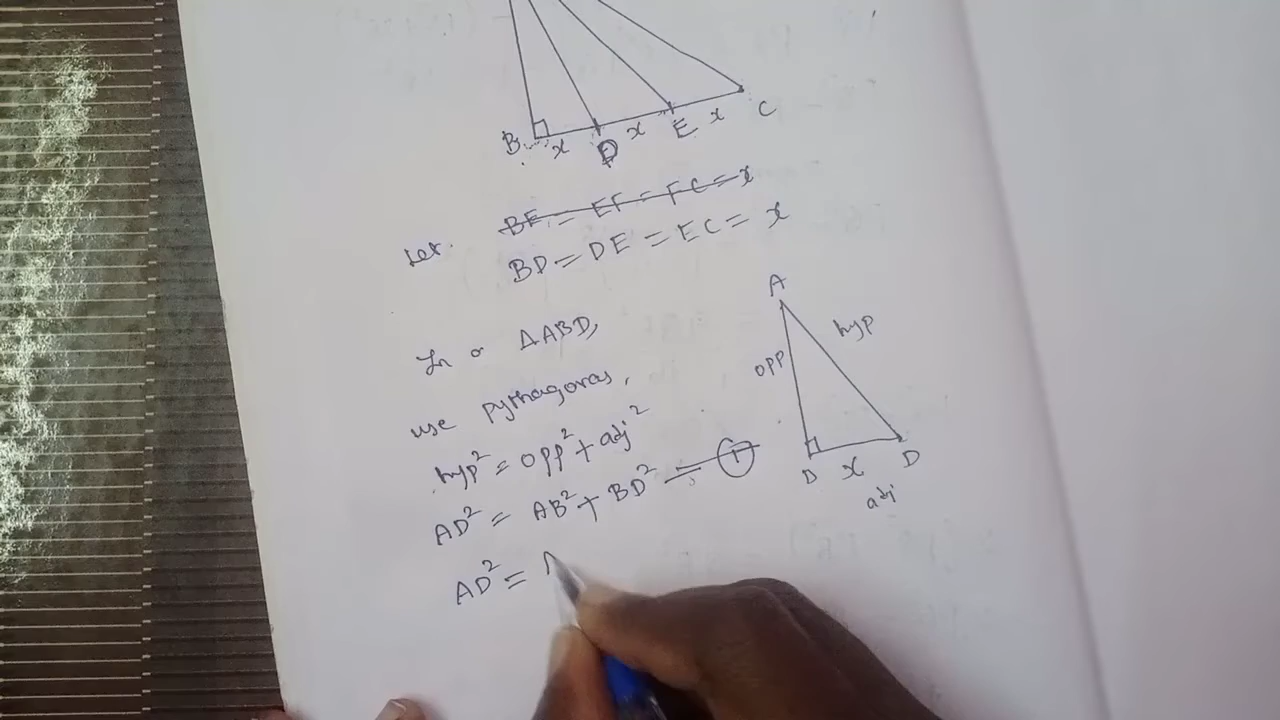 B x D x E x C
BE = EF = FC = x
Let BD = DE = EC = x
In a △ABD,
use pythagoras,
hyp² = opp² + adj²
AD² = AB² + BD² = 1
AD² =
A
opp hyp
B x D
adj